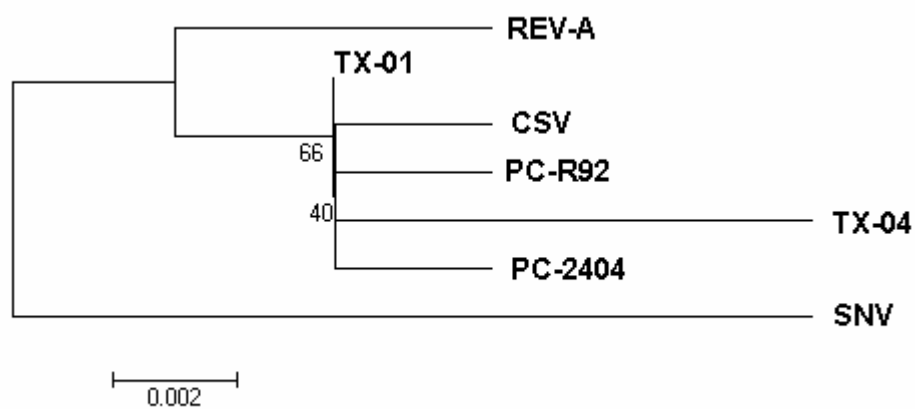 REV-A
TX-01
CSV
66
PC-R92
40
TX-04
PC-2404
SNV
0.002